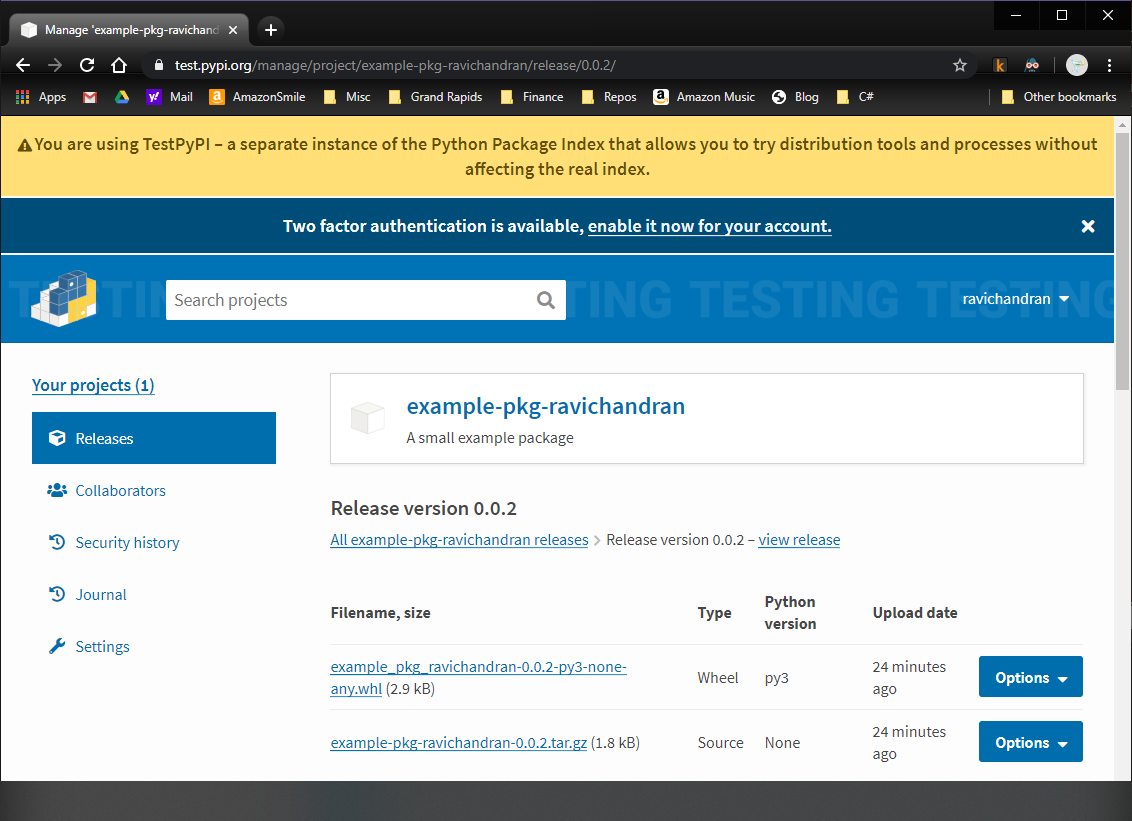 Manage 'example-pkg-ravichand
test.pypi.org/manage/project/example-pkg-ravichandran/release/0.0.2/
k
Apps
y!
Mail
a
AmazonSmile
Misc
Grand Rapids
Finance
Repos
a
Amazon Music
Blog
C#
Other bookmarks
You are using TestPyPI – a separate instance of the Python Package Index that allows you to try distribution tools and processes without
affecting the real index.
Two factor authentication is available, enable it now for your account.
TESTING TESTING TESTING
Search projects
ravichandran
Your projects (1)
Releases
Collaborators
Security history
Journal
Settings
example-pkg-ravichandran
A small example package
Release version 0.0.2
All example-pkg-ravichandran releases > Release version 0.0.2 – view release
Filename, size
Type
Python
version
Upload date
example_pkg_ravichandran-0.0.2-py3-none-
any.whl (2.9 kB)
Wheel
py3
24 minutes
ago
Options
example-pkg-ravichandran-0.0.2.tar.gz (1.8 kB)
Source
None
24 minutes
ago
Options